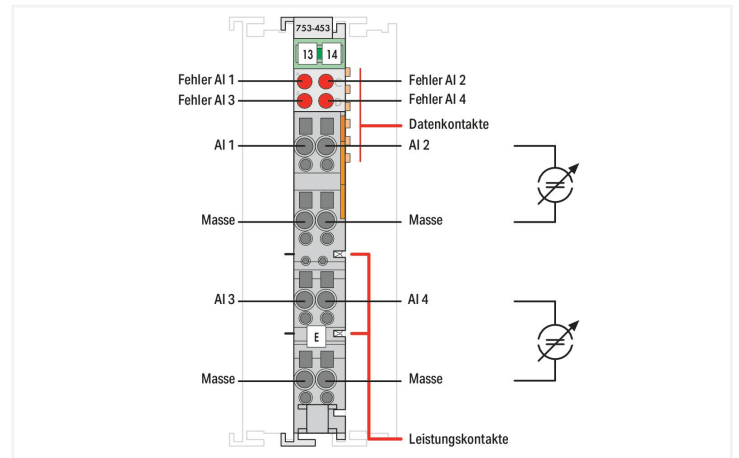 753-453
13 14
Fehler AI 1 Fehler AI 2
Fehler AI 3 Fehler AI 4
Datenkontakte
AI 1 AI 2
Masse Masse
AI 3 AI 4
E
Masse Masse
Leistungskontakte